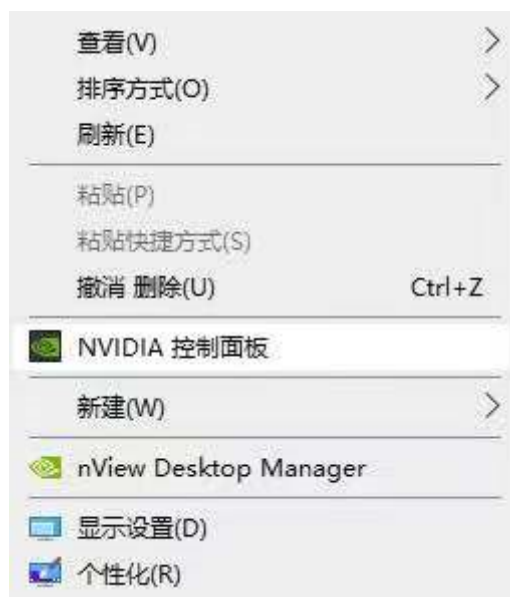 查看(V)
排序方式(O)
刷新(E)
粘贴(P)
粘贴快捷方式(S)
撤消 删除(U) Ctrl+Z
NVIDIA 控制面板
新建(W)
nView Desktop Manager
显示设置(D)
个性化(R)